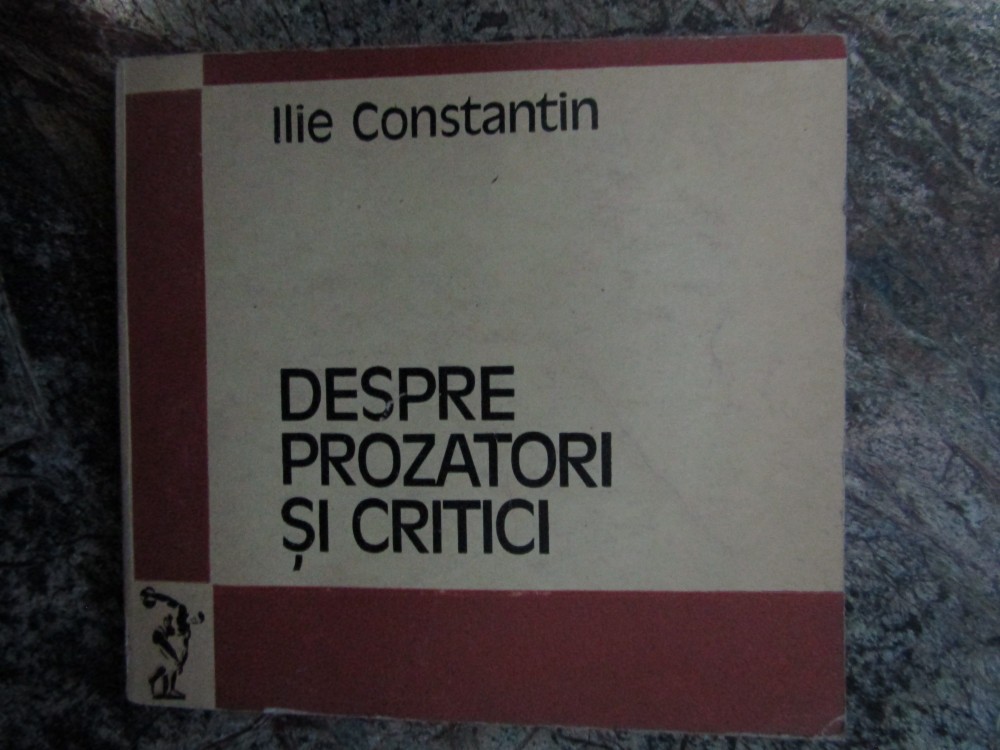 Ilie Constantin
DESPRE
PROZATORI
ȘI CRITICI